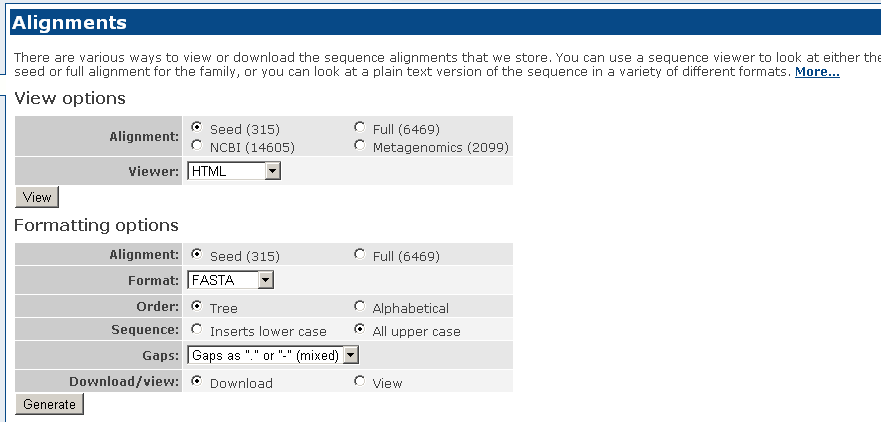 Alignments
There are various ways to view or download the sequence alignments that we store. You can use a sequence viewer to look at either the
seed or full alignment for the family, or you can look at a plain text version of the sequence in a variety of different formats. More...
View options
Alignment: Seed (315) Full (6469)
NCBI (14605) Metagenomics (2099)
Viewer: HTML
View
Formatting options
Alignment: Seed (315) Full (6469)
Format: FASTA
Order: Tree Alphabetical
Sequence: Inserts lower case All upper case
Gaps: Gaps as "." or "-" (mixed)
Download/view: Download View
Generate